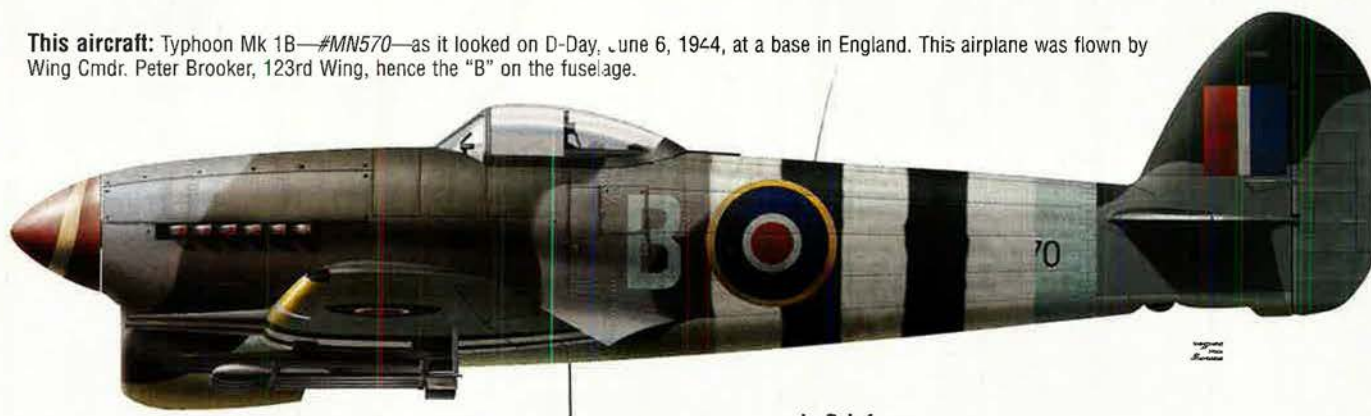 This aircraft: Typhoon Mk 1B—#MN570—as it looked on D-Day, June 6, 1944, at a base in England. This airplane was flown by
Wing Cmdr. Peter Brooker, 123rd Wing, hence the “B” on the fuselage.
B
70